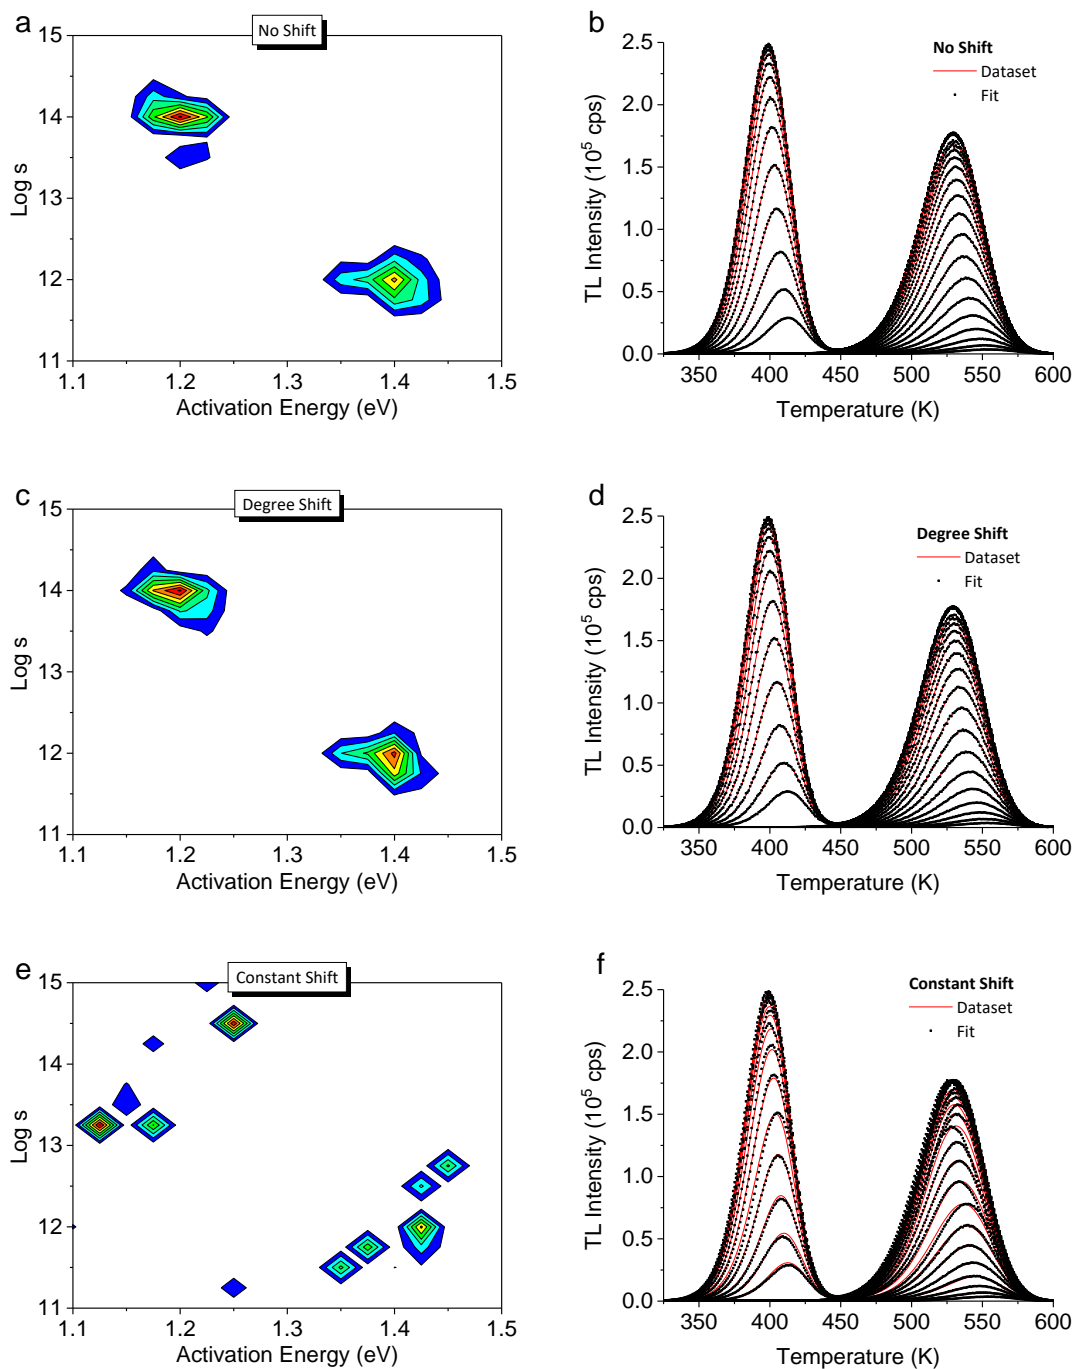 a
No Shift
15
14
13
12
11
Log s
1.1 1.2 1.3 1.4 1.5
Activation Energy (eV)
b
No Shift
Dataset
Fit
2.5
2.0
1.5
1.0
0.5
0.0
TL Intensity (10⁵ cps)
350 400 450 500 550 600
Temperature (K)
c
Degree Shift
15
14
13
12
11
Log s
1.1 1.2 1.3 1.4 1.5
Activation Energy (eV)
d
Degree Shift
Dataset
Fit
2.5
2.0
1.5
1.0
0.5
0.0
TL Intensity (10⁵ cps)
350 400 450 500 550 600
Temperature (K)
e
Constant Shift
15
14
13
12
11
Log s
1.1 1.2 1.3 1.4 1.5
Activation Energy (eV)
f
Constant Shift
Dataset
Fit
2.5
2.0
1.5
1.0
0.5
0.0
TL Intensity (10⁵ cps)
350 400 450 500 550 600
Temperature (K)